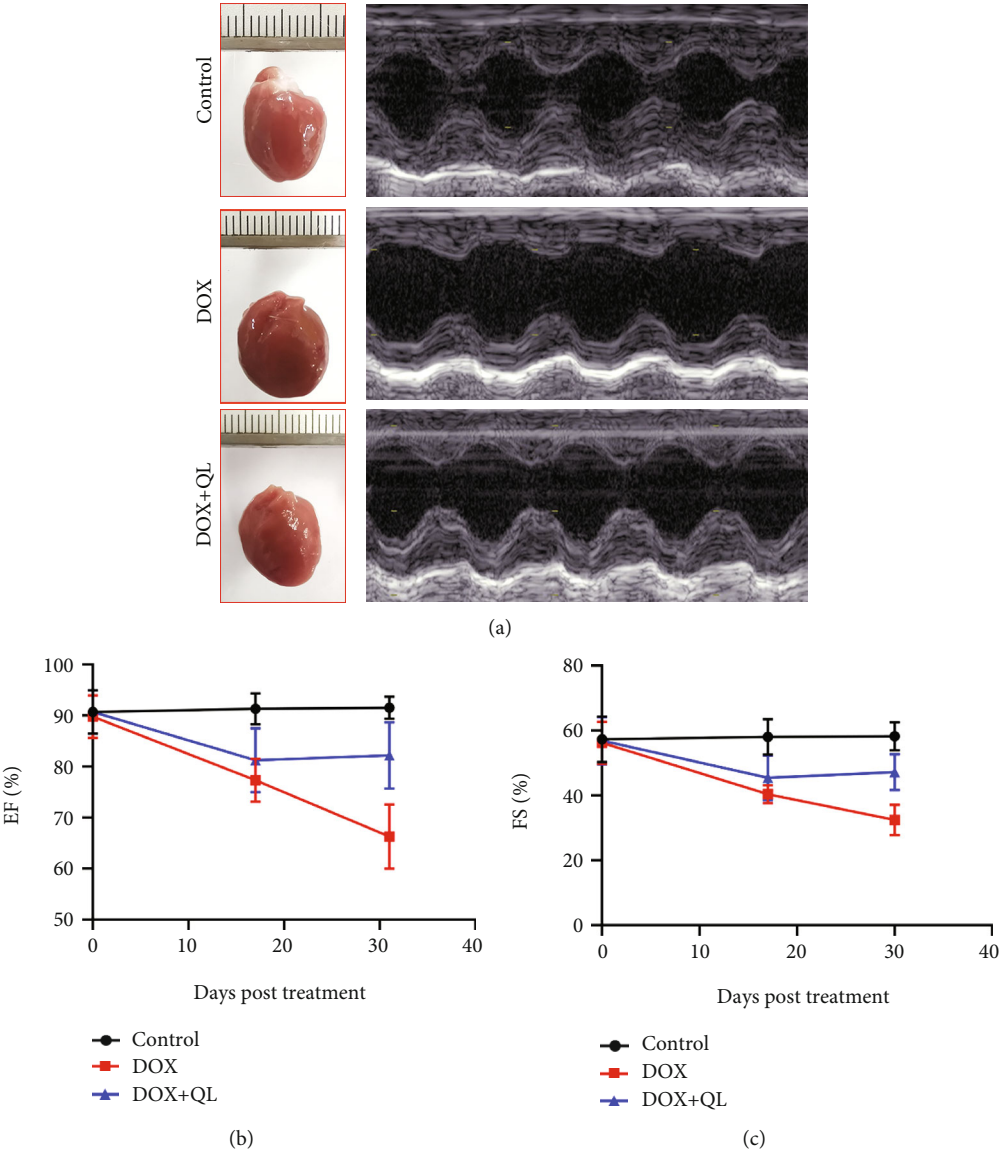 Control
DOX
DOX+QL
(a)
100
90
80
70
60
50
EF (%)
0
10
20
30
40
Days post treatment
Control
DOX
DOX+QL
(b)
80
60
40
20
0
FS (%)
0
10
20
30
40
Days post treatment
Control
DOX
DOX+QL
(c)